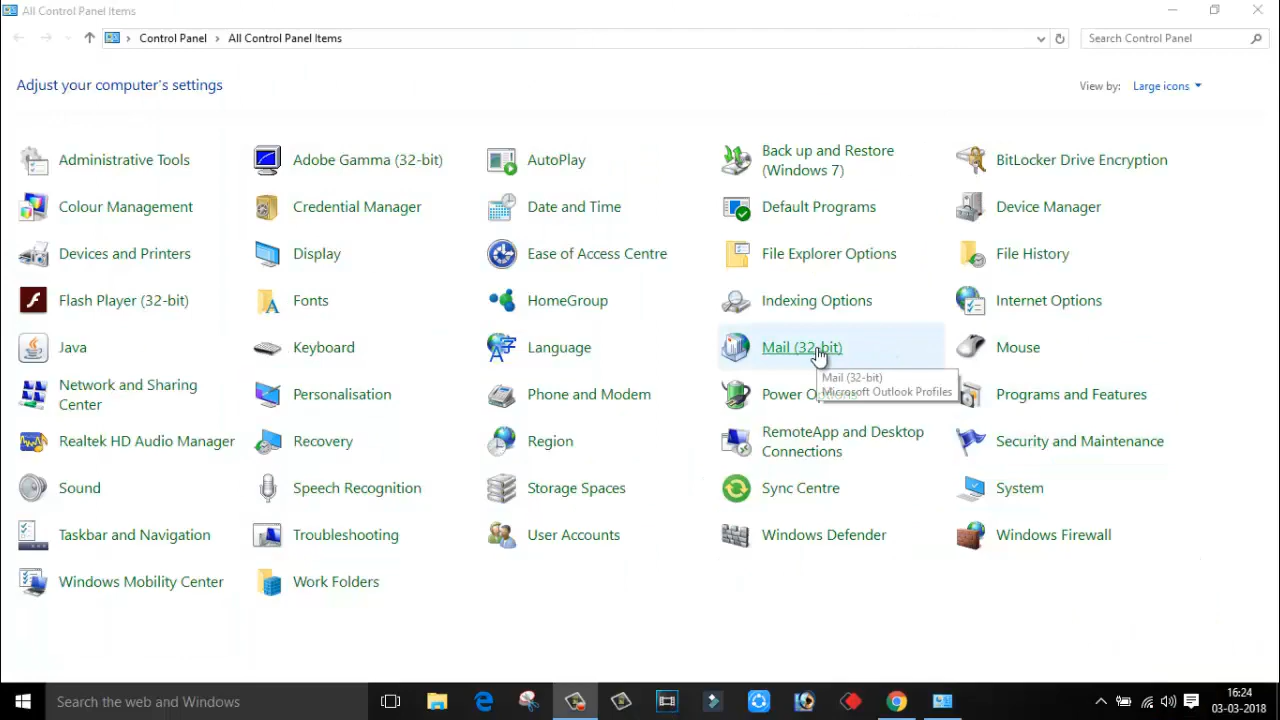 All Control Panel Items
Control Panel > All Control Panel Items
Search Control Panel
Adjust your computer's settings
View by: Large icons
Administrative Tools
Adobe Gamma (32-bit)
AutoPlay
Back up and Restore
(Windows 7)
BitLocker Drive Encryption
Colour Management
Credential Manager
Date and Time
Default Programs
Device Manager
Devices and Printers
Display
Ease of Access Centre
File Explorer Options
File History
Flash Player (32-bit)
Fonts
HomeGroup
Indexing Options
Internet Options
Java
Keyboard
Language
Mail (32-bit)
Mouse
Mail (32-bit)
Microsoft Outlook Profiles
Network and Sharing
Center
Personalisation
Phone and Modem
Power Options
Programs and Features
Realtek HD Audio Manager
Recovery
Region
RemoteApp and Desktop
Connections
Security and Maintenance
Sound
Speech Recognition
Storage Spaces
Sync Centre
System
Taskbar and Navigation
Troubleshooting
User Accounts
Windows Defender
Windows Firewall
Windows Mobility Center
Work Folders
Search the web and Windows
16:24
03-03-2018